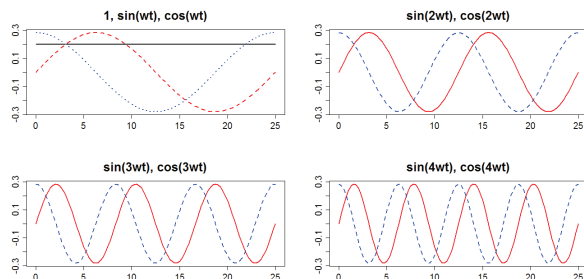 1, sin(wt), cos(wt)
0.3
0.1
-0.1
-0.3
0 5 10 15 20 25
sin(2wt), cos(2wt)
0.3
0.1
-0.1
-0.3
0 5 10 15 20 25
sin(3wt), cos(3wt)
0.3
0.1
-0.1
-0.3
0 5 10 15 20 25
sin(4wt), cos(4wt)
0.3
0.1
-0.1
-0.3
0 5 10 15 20 25